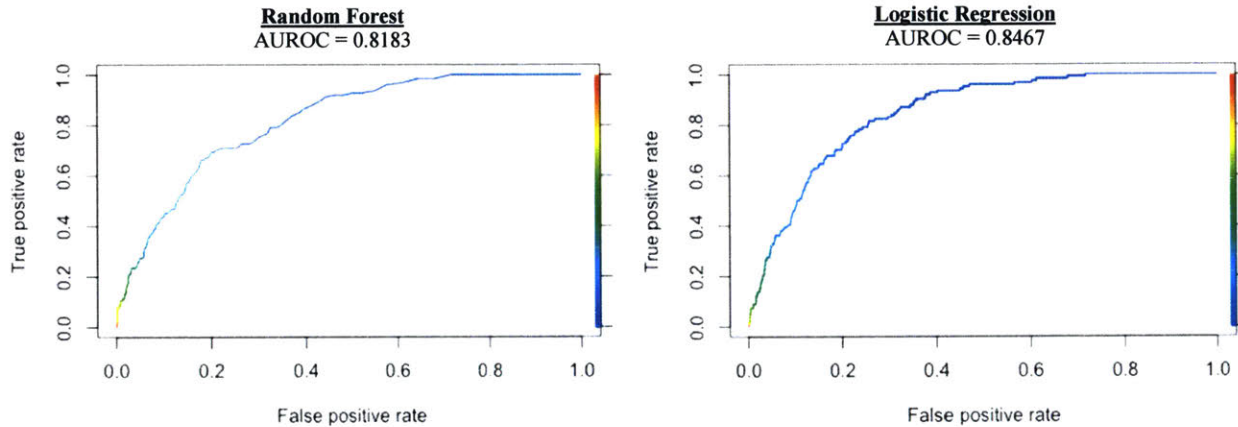 Random Forest
AUROC = 0.8183
1.0
0.8
0.6
0.4
0.2
0.0
True positive rate
0.0 0.2 0.4 0.6 0.8 1.0
False positive rate
Logistic Regression
AUROC = 0.8467
1.0
0.8
0.6
0.4
0.2
0.0
True positive rate
0.0 0.2 0.4 0.6 0.8 1.0
False positive rate